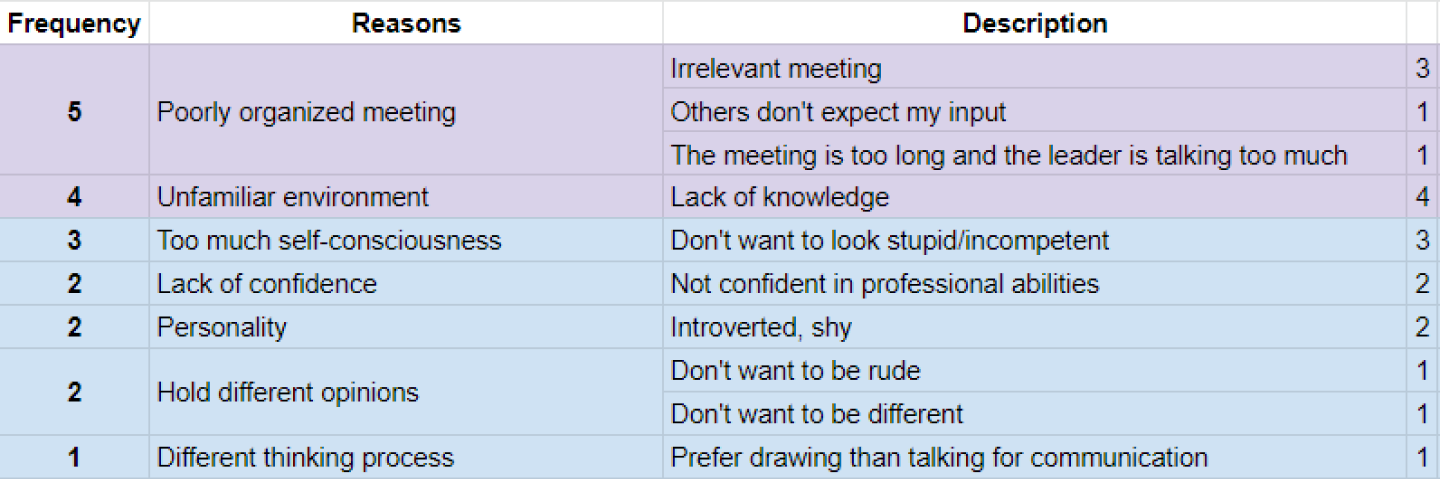 Frequency Reasons Description
Irrelevant meeting 3
5 Poorly organized meeting Others don't expect my input 1
The meeting is too long and the leader is talking too much 1
4 Unfamiliar environment Lack of knowledge 4
3 Too much self-consciousness Don't want to look stupid/incompetent 3
2 Lack of confidence Not confident in professional abilities 2
2 Personality Introverted, shy 2
2 Hold different opinions Don't want to be rude 1
Don't want to be different 1
1 Different thinking process Prefer drawing than talking for communication 1